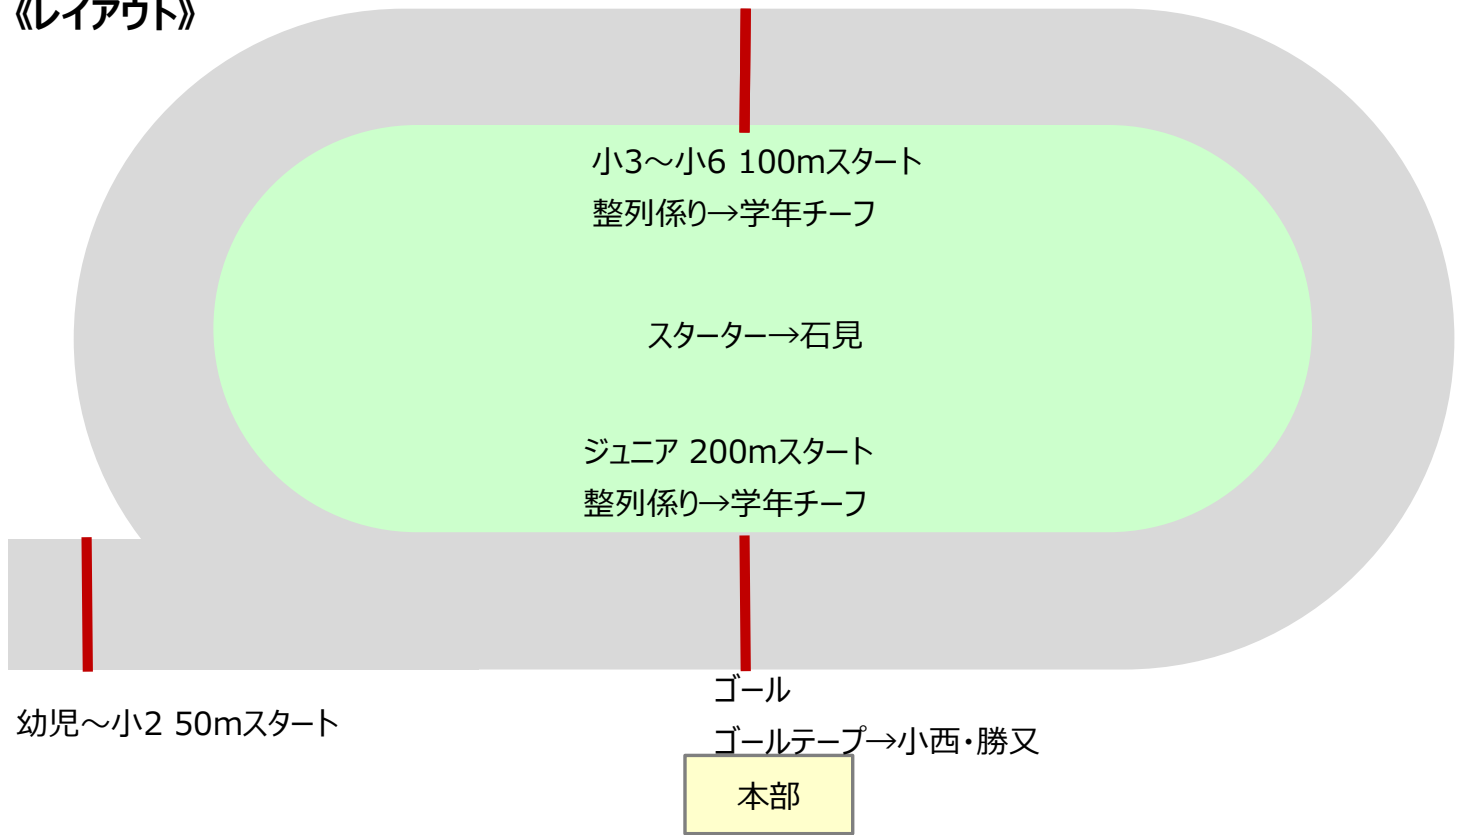 《レイアウト》
小3～小6 100mスタート
整列係り→学年チーフ
スターター→石見
ジュニア 200mスタート
整列係り→学年チーフ
ゴール
幼児～小2 50mスタート
ゴールテープ→小西・勝又
本部